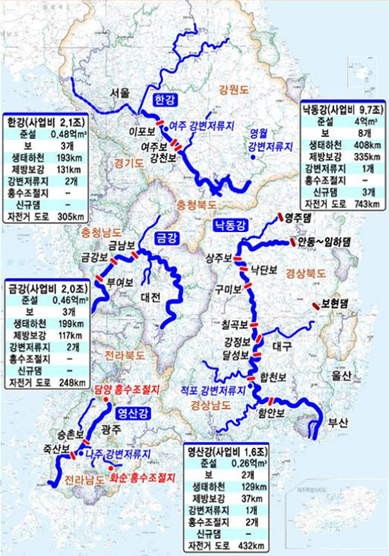 서울
강원도
한강
한강(사업비 2,1조)
준설 0,48억㎥
보 3개
생태하천 193km
제방보강 131km
강변저류지 2개
홍수조절지 −
신규댐 −
자전거 도로 305km
낙동강(사업비 9,7조)
준설 4억㎥
보 8개
생태하천 408km
제방보강 335km
강변저류지 1개
홍수조절지 −
신규댐 3개
자전거 도로 743km
이포보
여주 강변저류지
여주보
강천보
영월
강변저류지
경기도
충청북도
충청남도
금남보
금강
낙동강
영주댐
안동~임하댐
금강보
상주보
경상북도
낙단보
부여보
대전
구미보
보현댐
금강(사업비 2,0조)
준설 0,46억㎥
보 3개
생태하천 199km
제방보강 117km
강변저류지 2개
홍수조절지 −
신규댐 −
자전거 도로 248km
칠곡보
강정보
대구
달성보
전라북도
울산
합천보
적포 강변저류지
담양 홍수조절지
영산강
경상남도
함안보
부산
승촌보
광주
죽산보
나주 강변저류지
화순 홍수조절지
전라남도
영산강(사업비 1,6조)
준설 0,26억㎥
보 2개
생태하천 129km
제방보강 37km
강변저류지 1개
홍수조절지 2개
신규댐 −
자전거 도로 432km